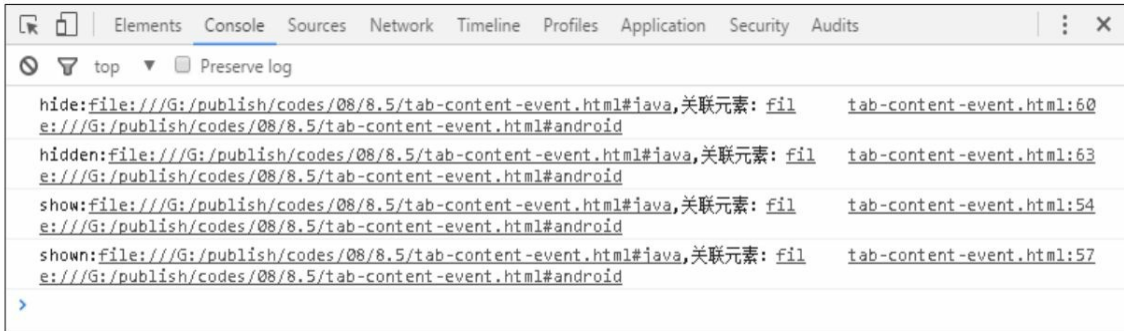 Elements Console Sources Network Timeline Profiles Application Security Audits
top Preserve log
hide:file:///G:/publish/codes/08/8.5/tab-content-event.html#java,关联元素: fil tab-content-event.html:60
e:///G:/publish/codes/08/8.5/tab-content-event.html#android
hidden:file:///G:/publish/codes/08/8.5/tab-content-event.html#java,关联元素: fil tab-content-event.html:63
e:///G:/publish/codes/08/8.5/tab-content-event.html#android
show:file:///G:/publish/codes/08/8.5/tab-content-event.html#java,关联元素: fil tab-content-event.html:54
e:///G:/publish/codes/08/8.5/tab-content-event.html#android
shown:file:///G:/publish/codes/08/8.5/tab-content-event.html#java,关联元素: fil tab-content-event.html:57
e:///G:/publish/codes/08/8.5/tab-content-event.html#android